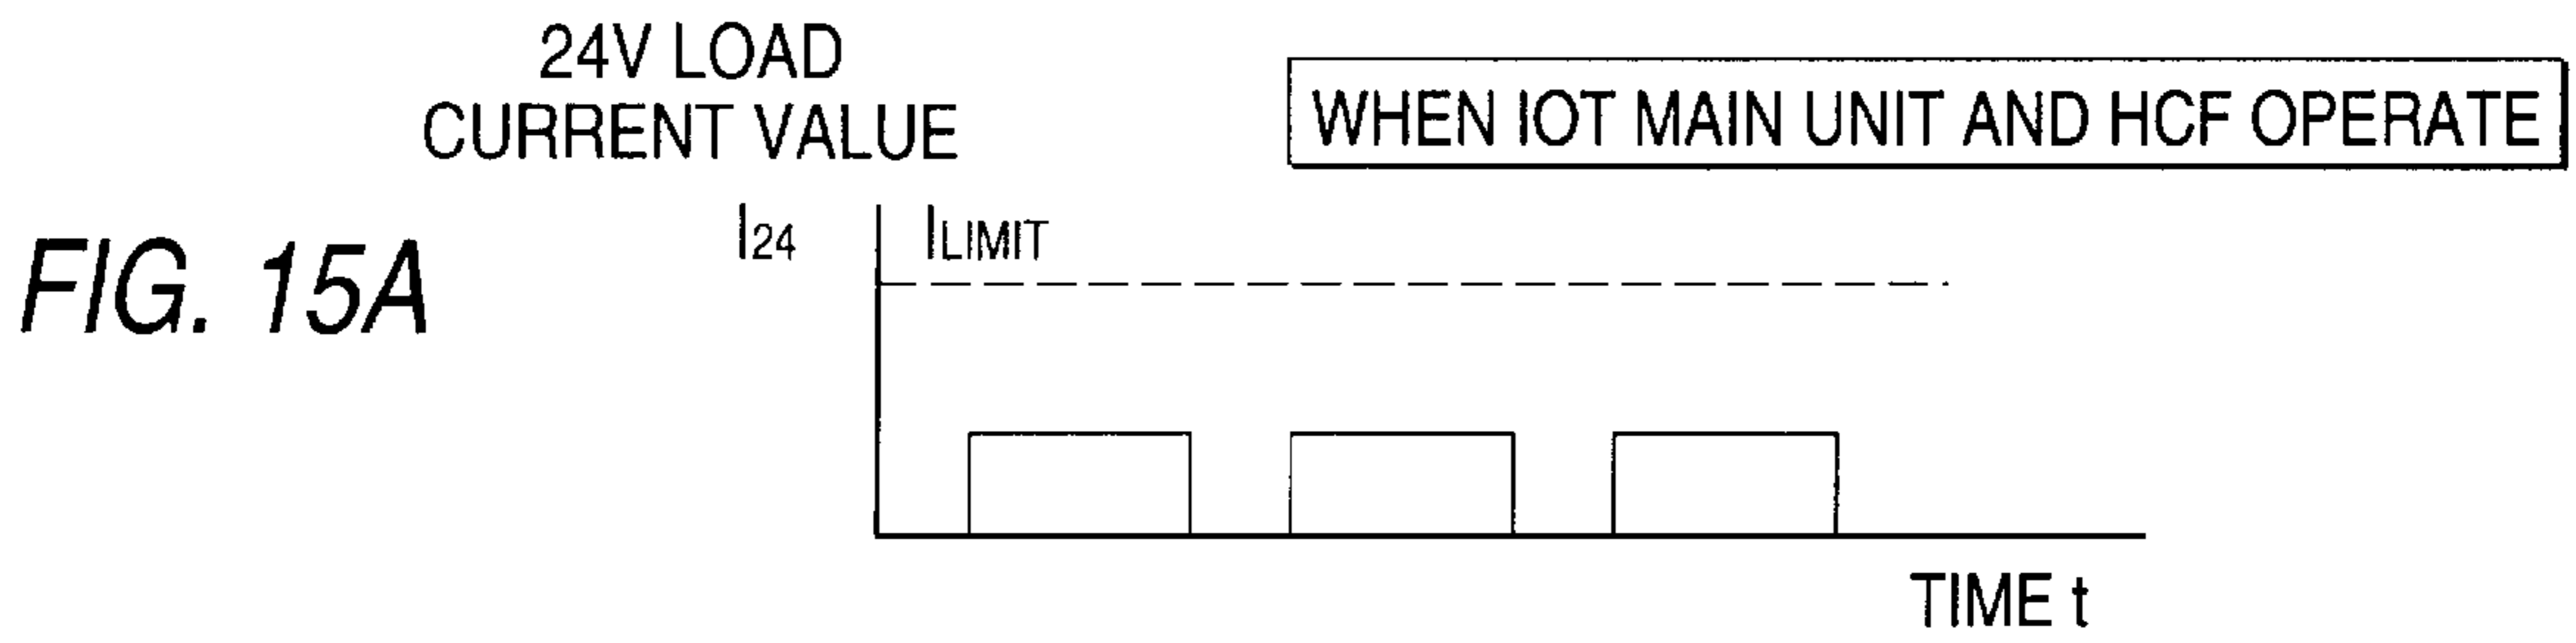 24V LOAD
CURRENT VALUE
WHEN IOT MAIN UNIT AND HCF OPERATE
I24
ILIMIT
FIG. 15A
TIME t